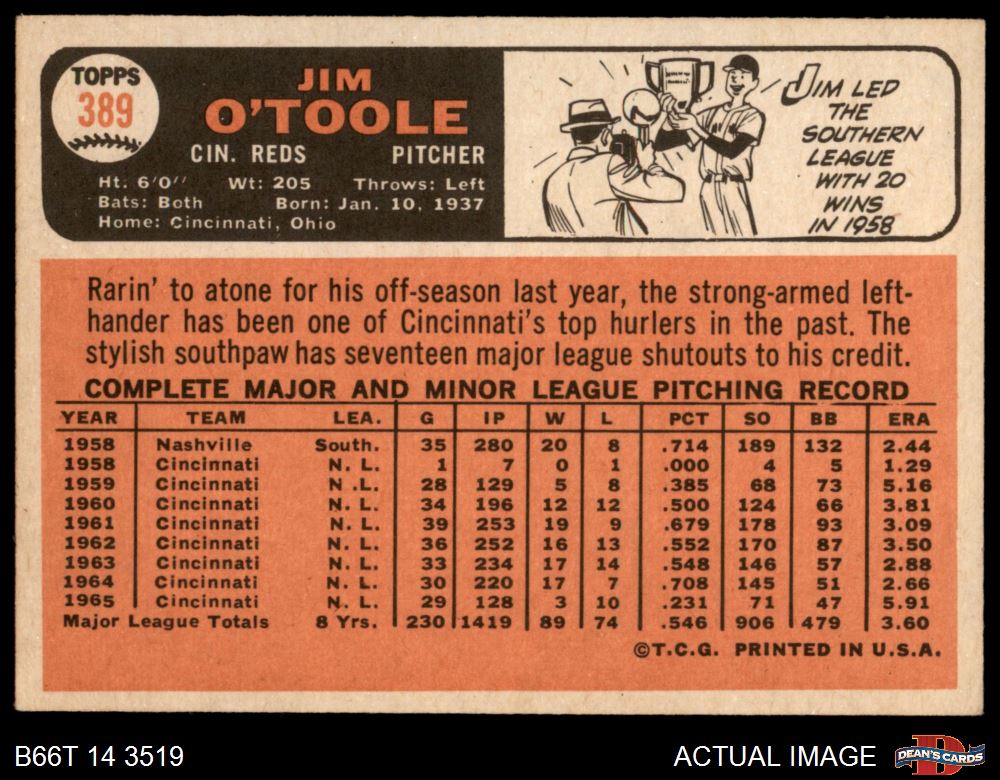 TOPPS
389
JIM
O'TOOLE
CIN. REDS PITCHER
Ht. 6'0" Wt: 205 Throws: Left
Bats: Both Born: Jan. 10, 1937
Home: Cincinnati, Ohio
JIM LED
THE
SOUTHERN
LEAGUE
WITH 20
WINS
IN 1958
Rarin' to atone for his off-season last year, the strong-armed left-
hander has been one of Cincinnati's top hurlers in the past. The
stylish southpaw has seventeen major league shutouts to his credit.
COMPLETE MAJOR AND MINOR LEAGUE PITCHING RECORD
YEAR TEAM LEA. G IP W L PCT SO BB ERA
1958 Nashville South. 35 280 20 8 .714 189 132 2.44
1958 Cincinnati N. L. 1 7 0 1 .000 4 5 1.29
1959 Cincinnati N .L. 28 129 5 8 .385 68 73 5.16
1960 Cincinnati N. L. 34 196 12 12 .500 124 66 3.81
1961 Cincinnati N. L. 39 253 19 9 .679 178 93 3.09
1962 Cincinnati N. L. 36 252 16 13 .552 170 87 3.50
1963 Cincinnati N. L. 33 234 17 14 .548 146 57 2.88
1964 Cincinnati N. L. 30 220 17 7 .708 145 51 2.66
1965 Cincinnati N. L. 29 128 3 10 .231 71 47 5.91
Major League Totals 8 Yrs. 230 1419 89 74 .546 906 479 3.60
©T.C.G. PRINTED IN U.S.A.
B66T 14 3519 ACTUAL IMAGE DEAN'S CARDS